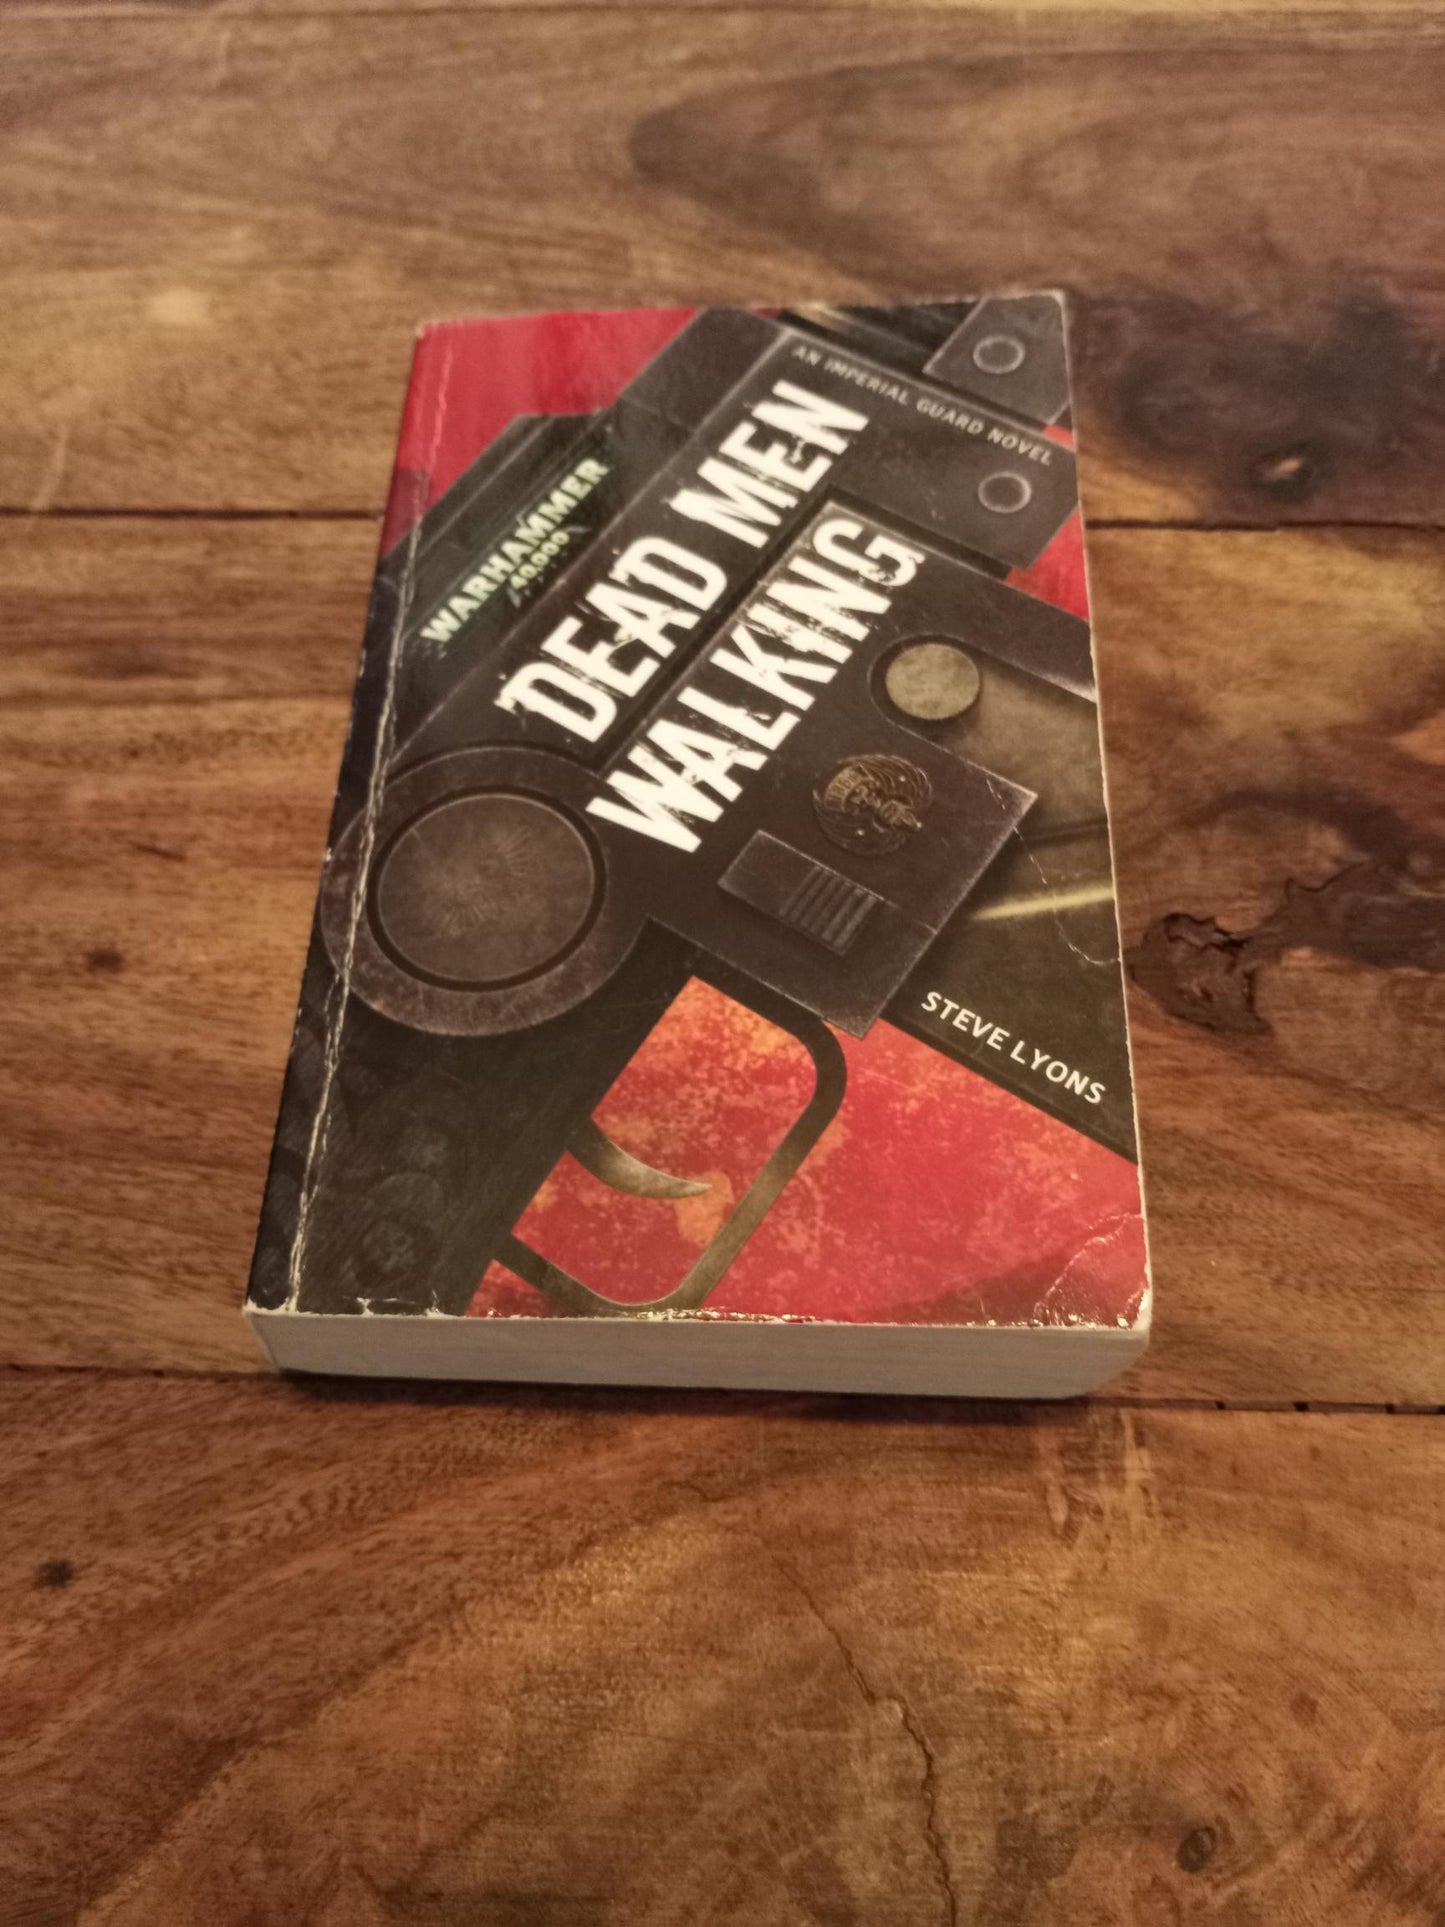 AN IMPERIAL GUARD NOVEL
WARHAMMER
40,000
DEAD MEN
WALKING
STEVE LYONS